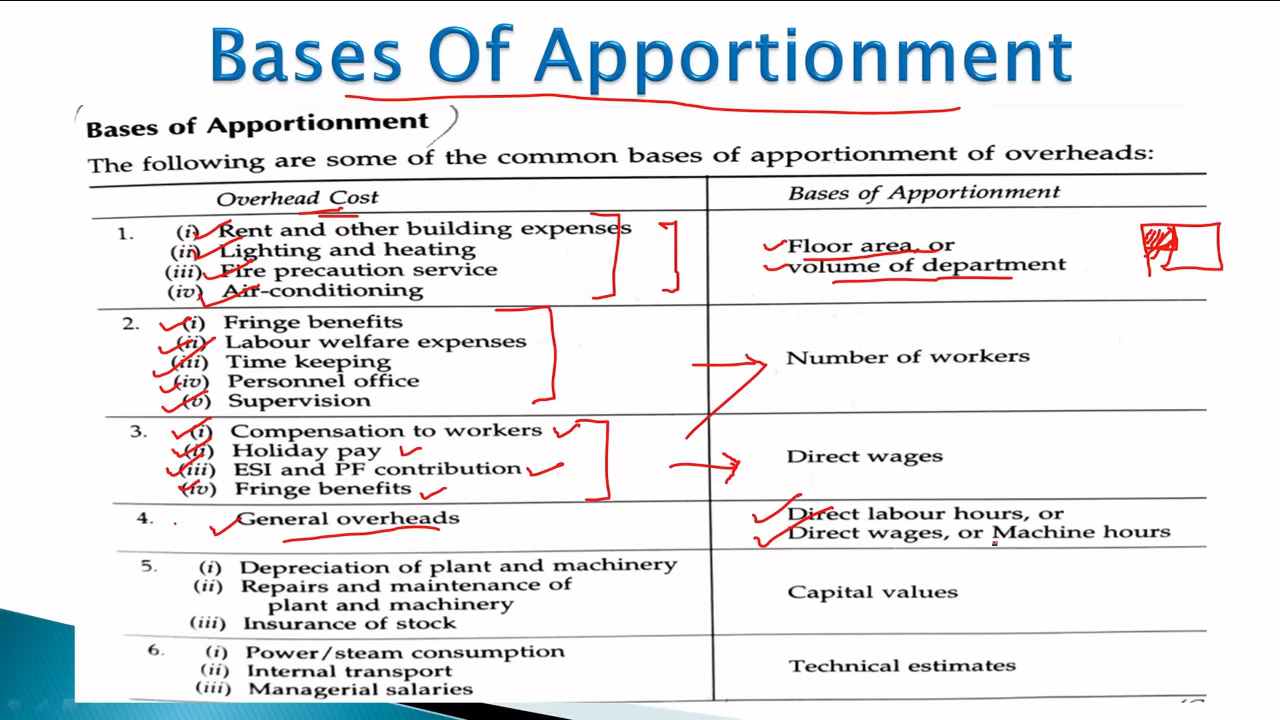 Bases Of Apportionment
Bases of Apportionment
The following are some of the common bases of apportionment of overheads:
Overhead Cost Bases of Apportionment
1. (i) Rent and other building expenses
(ii) Lighting and heating
(iii) Fire precaution service
(iv) Air-conditioning
Floor area, or
volume of department
2. (i) Fringe benefits
(ii) Labour welfare expenses
(iii) Time keeping
(iv) Personnel office
(v) Supervision
Number of workers
3. (i) Compensation to workers
(ii) Holiday pay
(iii) ESI and PF contribution
(iv) Fringe benefits
Direct wages
4. General overheads
Direct labour hours, or
Direct wages, or Machine hours
5. (i) Depreciation of plant and machinery
(ii) Repairs and maintenance of
plant and machinery
(iii) Insurance of stock
Capital values
6. (i) Power/steam consumption
(ii) Internal transport
(iii) Managerial salaries
Technical estimates